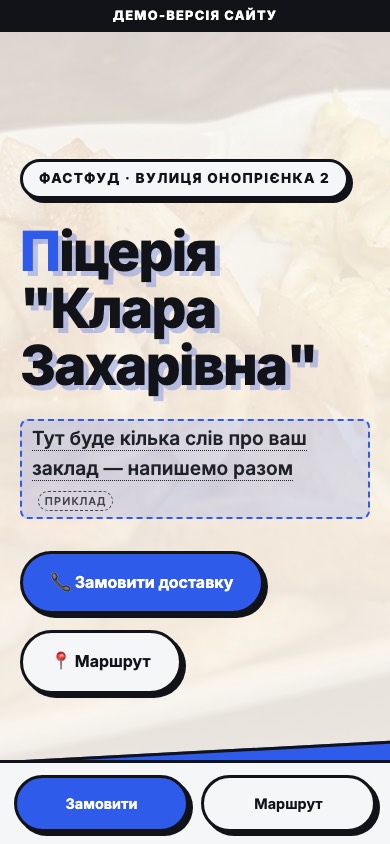 ДЕМО-ВЕРСІЯ САЙТУ
ФАСТФУД · ВУЛИЦЯ ОНОПРІЄНКА 2
Піцерія
"Клара
Захарівна"
Тут буде кілька слів про ваш
заклад — напишемо разом
ПРИКЛАД
📞 Замовити доставку
📍 Маршрут
Замовити
Маршрут